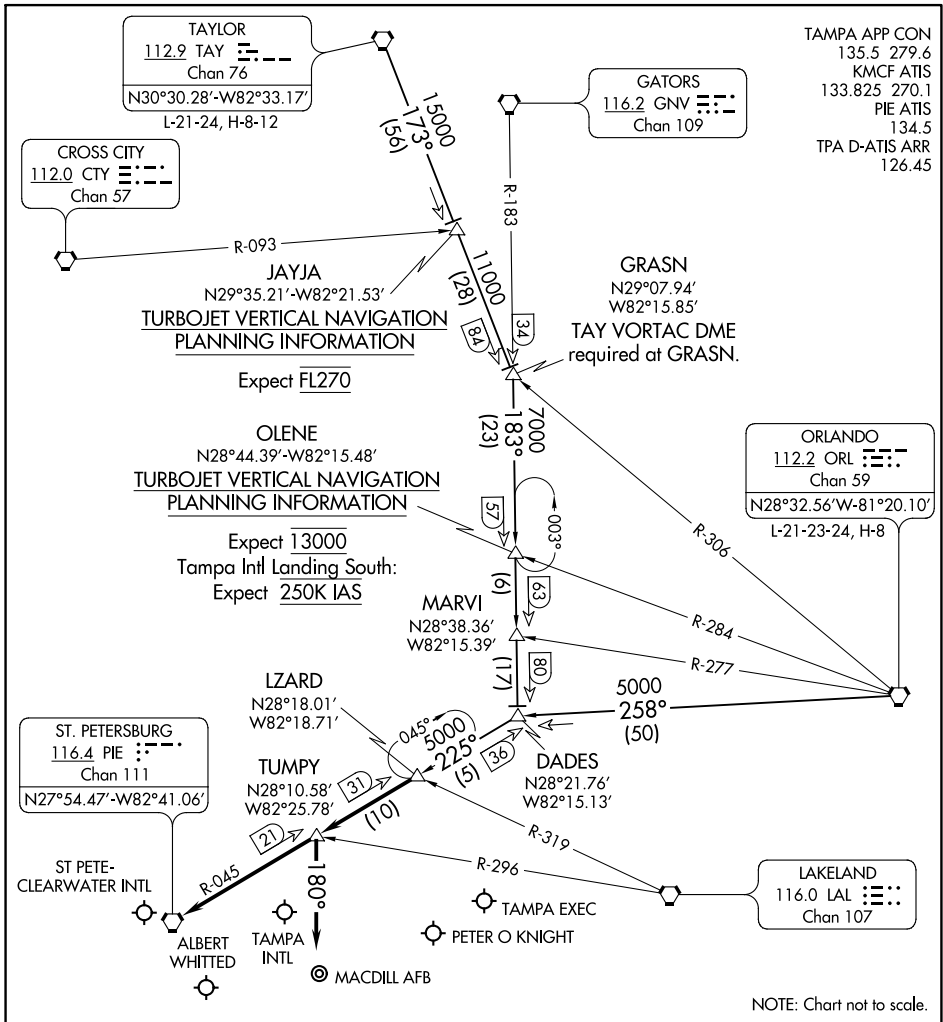 TAYLOR
112.9 TAY
Chan 76
N30°30.28'-W82°33.17'
L-21-24, H-8-12
TAMPA APP CON
135.5 279.6
KMCF ATIS
133.825 270.1
PIE ATIS
134.5
TPA D-ATIS ARR
126.45
GATORS
116.2 GNV
Chan 109
CROSS CITY
112.0 CTY
Chan 57
15000
173°
(56)
R-183
R-093
JAYJA
N29°35.21'-W82°21.53'
TURBOJET VERTICAL NAVIGATION
PLANNING INFORMATION
Expect FL270
11000
(28)
84
34
GRASN
N29°07.94'
W82°15.85'
TAY VORTAC DME
required at GRASN.
7000
183°
(23)
OLENE
N28°44.39'-W82°15.48'
TURBOJET VERTICAL NAVIGATION
PLANNING INFORMATION
Expect 13000
Tampa Intl Landing South:
Expect 250K IAS
57
003°
ORLANDO
112.2 ORL
Chan 59
N28°32.56'W-81°20.10'
L-21-23-24, H-8
R-306
R-284
R-277
(6)
63
MARVI
N28°38.36'
W82°15.39'
(17)
80
5000
258°
(50)
LZARD
N28°18.01'
W82°18.71'
045°
5000
225°
(5)
36
DADES
N28°21.76'
W82°15.13'
ST. PETERSBURG
116.4 PIE
Chan 111
N27°54.47'-W82°41.06'
TUMPY
N28°10.58'
W82°25.78'
31
(10)
21
R-045
180°
R-319
R-296
LAKELAND
116.0 LAL
Chan 107
ST PETE-
CLEARWATER INTL
ALBERT
WHITTED
TAMPA
INTL
TAMPA EXEC
PETER O KNIGHT
MACDILL AFB
NOTE: Chart not to scale.